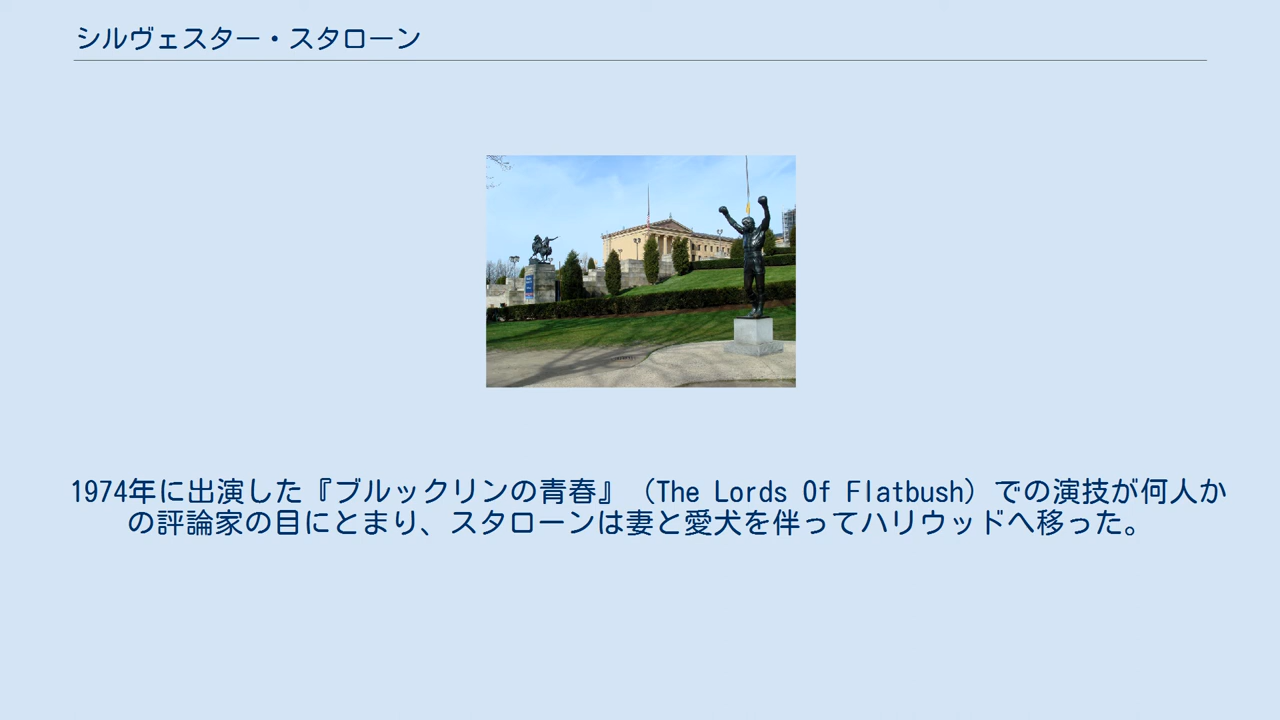 シルヴェスター・スタローン
1974年に出演した『ブルックリンの青春』（The Lords Of Flatbush）での演技が何人か
の評論家の目にとまり、スタローンは妻と愛犬を伴ってハリウッドへ移った。